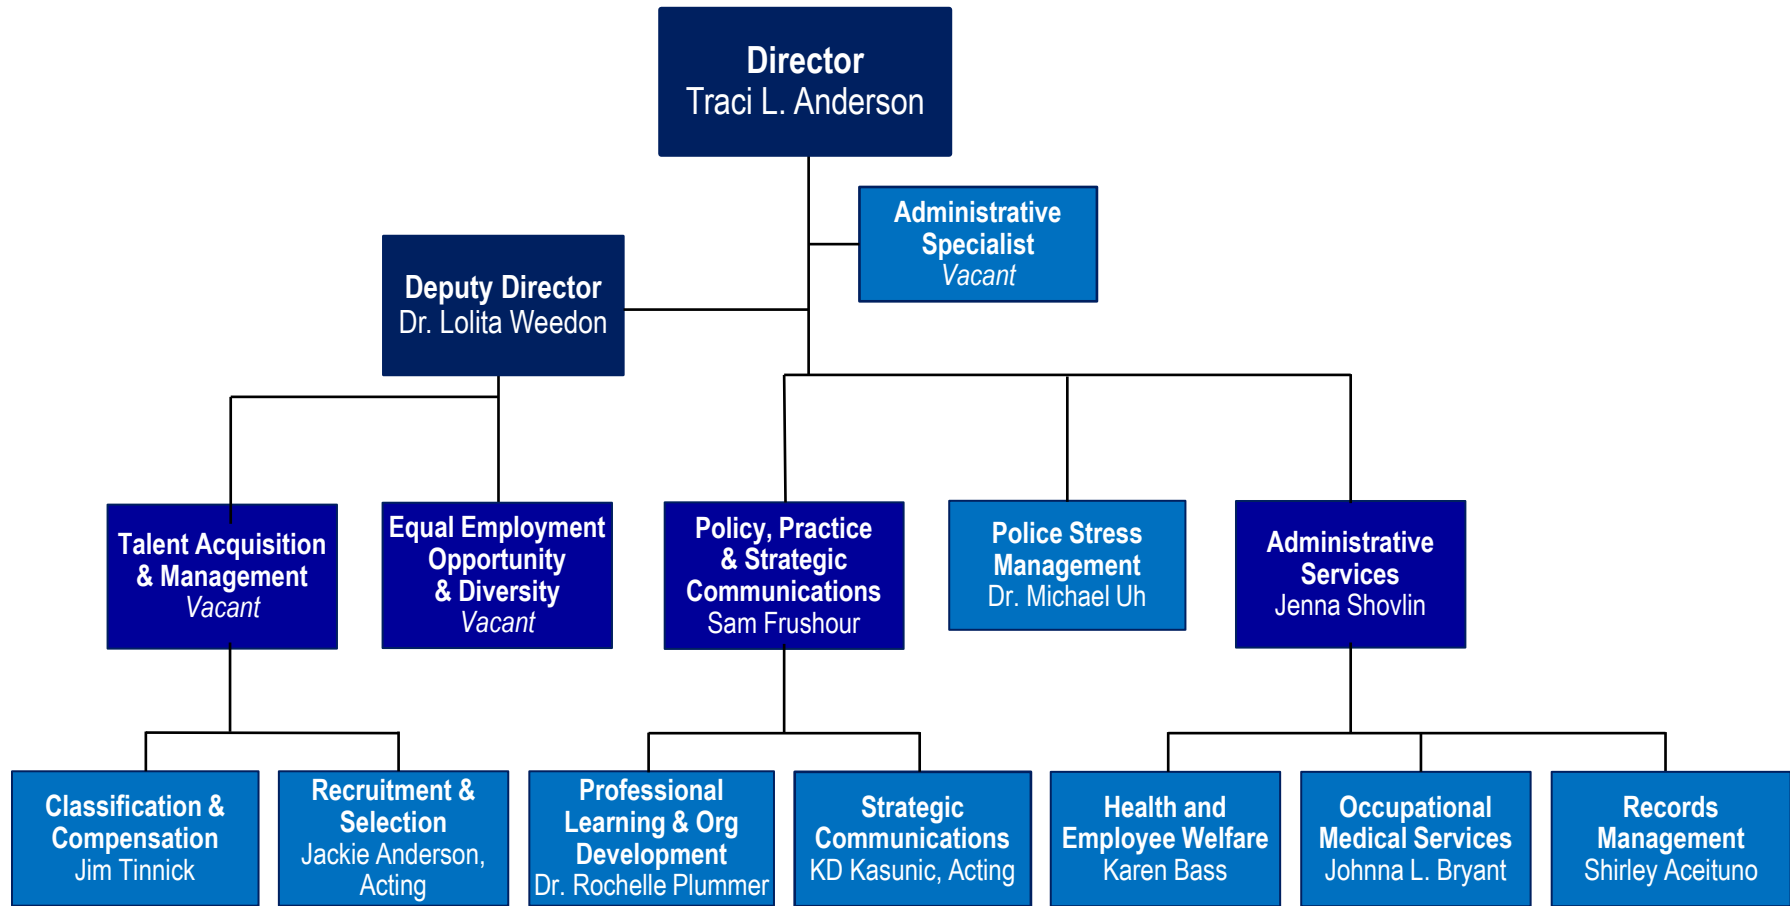 Director
Traci L. Anderson
Administrative
Specialist
Vacant
Deputy Director
Dr. Lolita Weedon
Talent Acquisition
& Management
Vacant
Equal Employment
Opportunity
& Diversity
Vacant
Policy, Practice
& Strategic
Communications
Sam Frushour
Police Stress
Management
Dr. Michael Uh
Administrative
Services
Jenna Shovlin
Classification &
Compensation
Jim Tinnick
Recruitment &
Selection
Jackie Anderson,
Acting
Professional
Learning & Org
Development
Dr. Rochelle Plummer
Strategic
Communications
KD Kasunic, Acting
Health and
Employee Welfare
Karen Bass
Occupational
Medical Services
Johnna L. Bryant
Records
Management
Shirley Aceituno